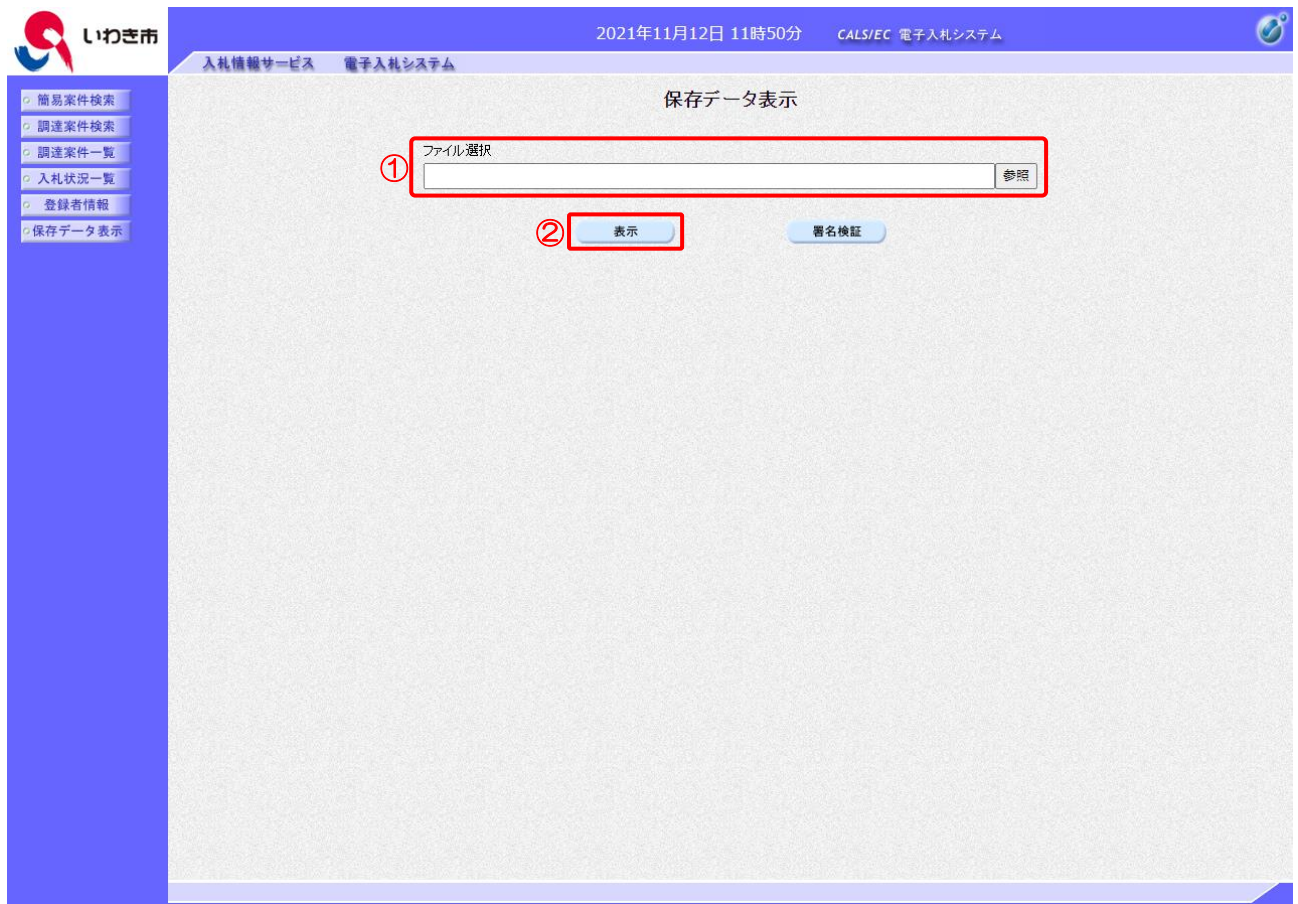 いわき市
2021年11月12日 11時50分 CALS/EC 電子入札システム
入札情報サービス 電子入札システム
簡易案件検索
調達案件検索
調達案件一覧
入札状況一覧
登録者情報
保存データ表示
保存データ表示
① ファイル選択
参照
② 表示 署名検証